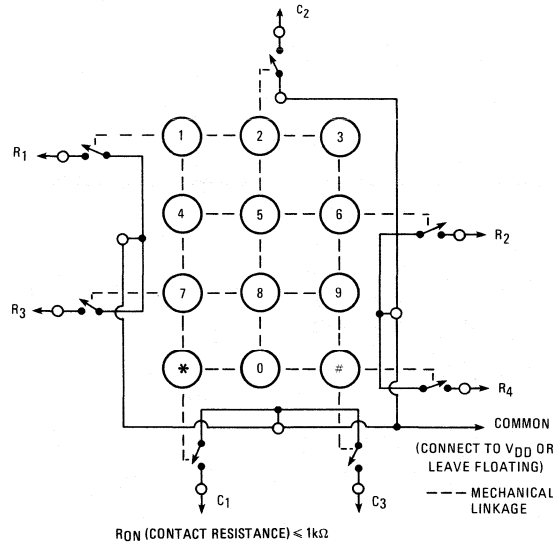 C2
1 2 3
R1
4 5 6
R2
7 8 9
R3
* 0 #
R4
COMMON
(CONNECT TO VDD OR
LEAVE FLOATING)
C1 C3
MECHANICAL
LINKAGE
RON (CONTACT RESISTANCE) ⩽ 1kΩ